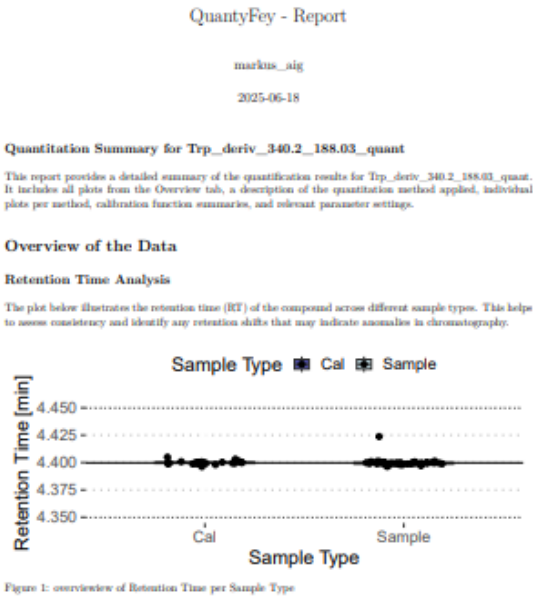 QuantyFey - Report
markus_aig
2025-06-18
Quantitation Summary for Trp_deriv_340.2_188.03_quant
This report provides a detailed summary of the quantification results for Trp_deriv_340.2_188.03_quant.
It includes all plots from the Overview tab, a description of the quantitation method applied, individual
plots per method, calibration function summaries, and relevant parameter settings.
Overview of the Data
Retention Time Analysis
The plot below illustrates the retention time (RT) of the compound across different sample types. This helps
to assess consistency and identify any retention shifts that may indicate anomalies in chromatography.
Sample Type Cal Sample
Retention Time [min]
4.450
4.425
4.400
4.375
4.350
Cal Sample
Sample Type
Figure 1: overviewiew of Retention Time per Sample Type